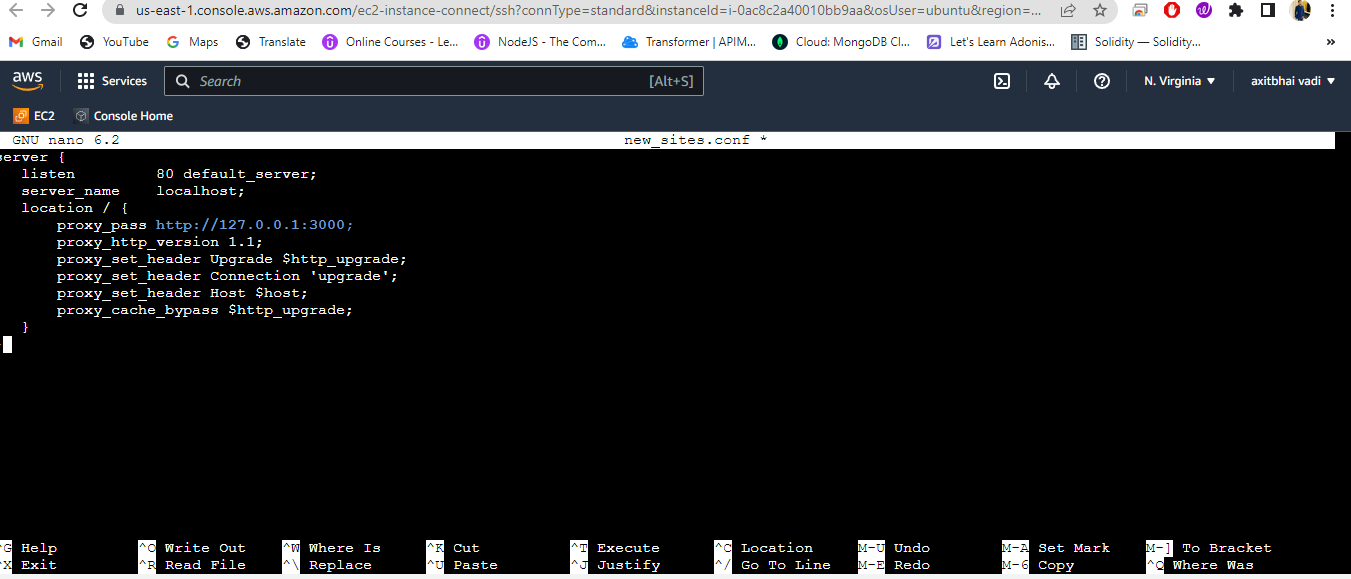 us-east-1.console.aws.amazon.com/ec2-instance-connect/ssh?connType=standard&instanceId=i-0ac8c2a40010bb9aa&osUser=ubuntu&region=...
Gmail YouTube Maps Translate Online Courses - Le... NodeJS - The Com... Transformer | APIM... Cloud: MongoDB Cl... Let's Learn Adonis... Solidity — Solidity... »
aws Services Search [Alt+S] N. Virginia axitbhai vadi
EC2 Console Home
GNU nano 6.2 new_sites.conf *
server {
listen 80 default_server;
server_name localhost;
location / {
proxy_pass http://127.0.0.1:3000;
proxy_http_version 1.1;
proxy_set_header Upgrade $http_upgrade;
proxy_set_header Connection 'upgrade';
proxy_set_header Host $host;
proxy_cache_bypass $http_upgrade;
}
^G Help ^O Write Out ^W Where Is ^K Cut ^T Execute ^C Location M-U Undo M-A Set Mark M-] To Bracket
^X Exit ^R Read File ^\ Replace ^U Paste ^J Justify ^/ Go To Line M-E Redo M-6 Copy ^Q Where Was